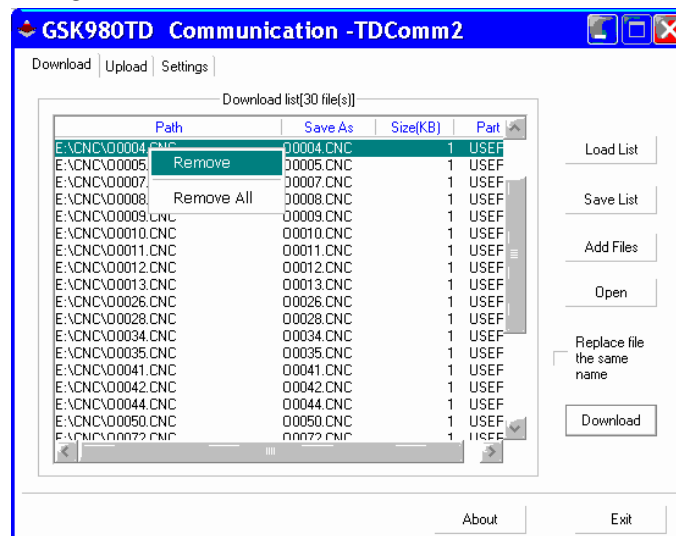 GSK980TD Communication -TDComm2
Download Upload Settings
Download list[30 file(s)]
Path Save As Size(KB) Part
E:\CNC\O0004.CNC O0004.CNC 1 USEF
E:\CNC\O0005. O0005.CNC 1 USEF
E:\CNC\O0007. O0007.CNC 1 USEF
E:\CNC\O0008. O0008.CNC 1 USEF
E:\CNC\O0009.CNC O0009.CNC 1 USEF
E:\CNC\O0010.CNC O0010.CNC 1 USEF
E:\CNC\O0011.CNC O0011.CNC 1 USEF
E:\CNC\O0012.CNC O0012.CNC 1 USEF
E:\CNC\O0013.CNC O0013.CNC 1 USEF
E:\CNC\O0026.CNC O0026.CNC 1 USEF
E:\CNC\O0028.CNC O0028.CNC 1 USEF
E:\CNC\O0034.CNC O0034.CNC 1 USEF
E:\CNC\O0035.CNC O0035.CNC 1 USEF
E:\CNC\O0041.CNC O0041.CNC 1 USEF
E:\CNC\O0042.CNC O0042.CNC 1 USEF
E:\CNC\O0044.CNC O0044.CNC 1 USEF
E:\CNC\O0050.CNC O0050.CNC 1 USEF
E:\CNC\O0072.CNC O0072.CNC 1 USEF
Remove
Remove All
Load List
Save List
Add Files
Open
Replace file
the same
name
Download
About Exit